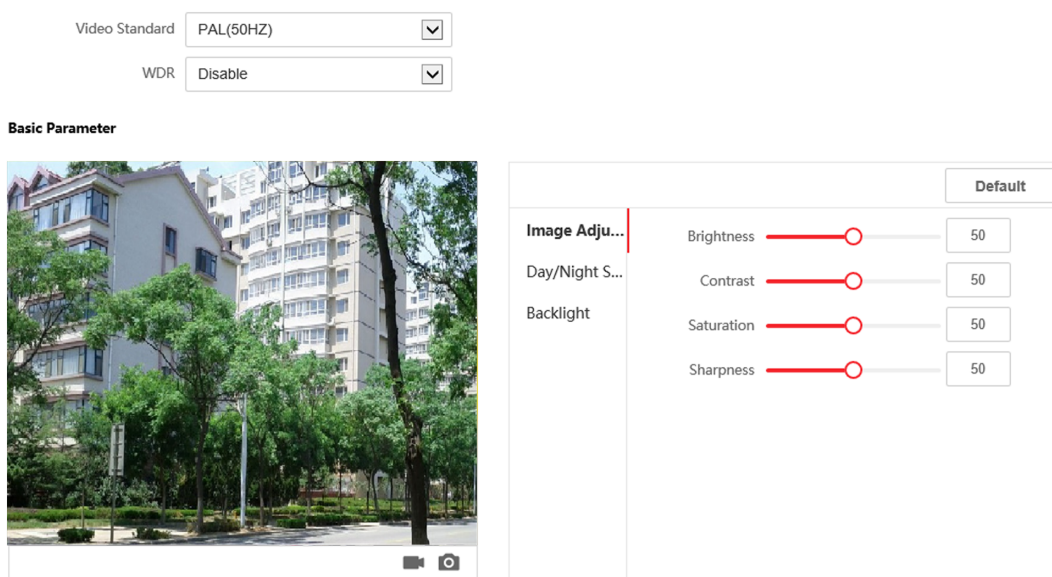 Video Standard PAL(50HZ)
WDR Disable
Basic Parameter
Default
Image Adju...
Day/Night S...
Backlight
Brightness 50
Contrast 50
Saturation 50
Sharpness 50